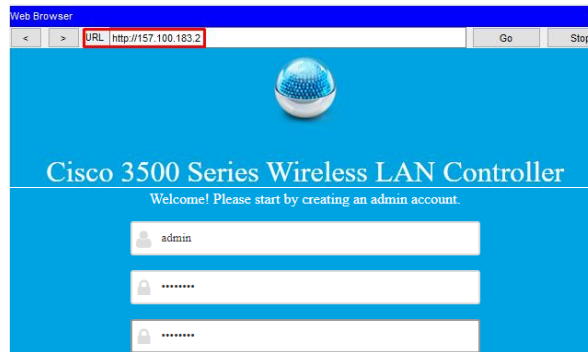 Web Browser
< > URL http://157.100.183.2 Go Stop
Cisco 3500 Series Wireless LAN Controller
Welcome! Please start by creating an admin account.
admin
••••••••
••••••••